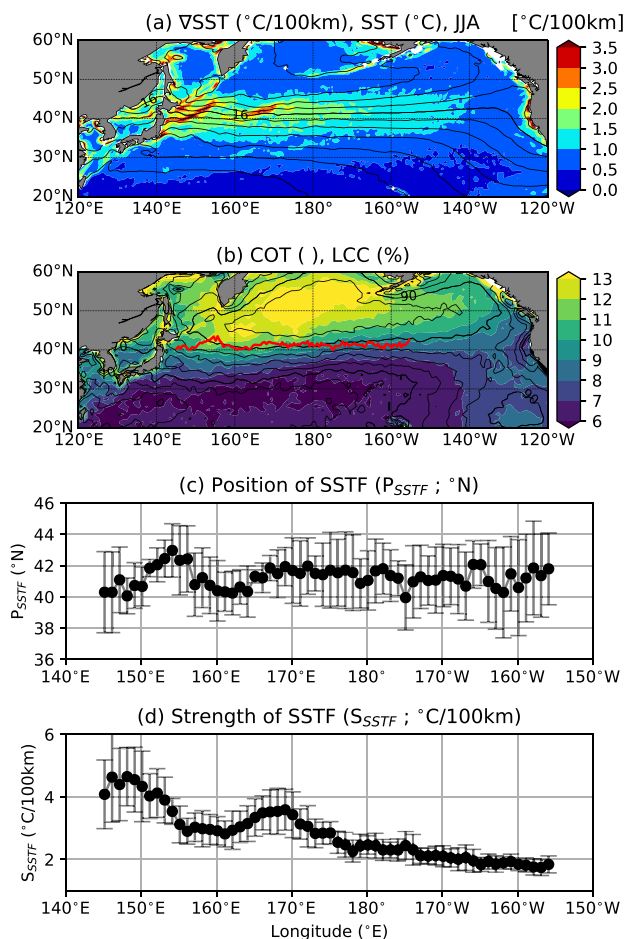 (a) ∇SST (°C/100km), SST (°C), JJA [°C/100km]
60°N
50°N
40°N
30°N
20°N
16
16
120°E 140°E 160°E 180° 160°W 140°W 120°W
3.5
3.0
2.5
2.0
1.5
1.0
0.5
0.0
(b) COT ( ), LCC (%)
60°N
50°N
40°N
30°N
20°N
90
120°E 140°E 160°E 180° 160°W 140°W 120°W
13
12
11
10
9
8
7
6
(c) Position of SSTF (P_SSTF ; °N)
P_SSTF (°N)
46
44
42
40
38
36
140°E 150°E 160°E 170°E 180° 170°W 160°W 150°W
(d) Strength of SSTF (S_SSTF ; °C/100km)
S_SSTF (°C/100km)
6
4
2
140°E 150°E 160°E 170°E 180° 170°W 160°W 150°W
Longitude (°E)